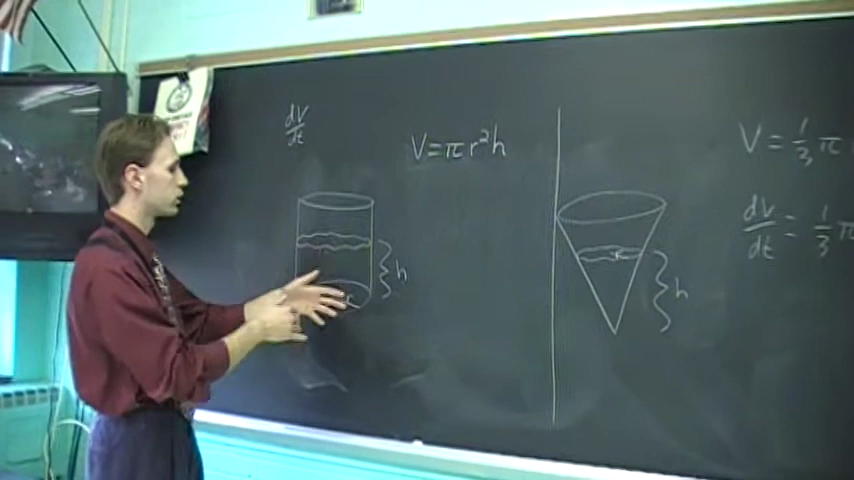 dV/dt
V = πr²h
h
V = 1/3 π
dV/dt = 1/3 π
r
h